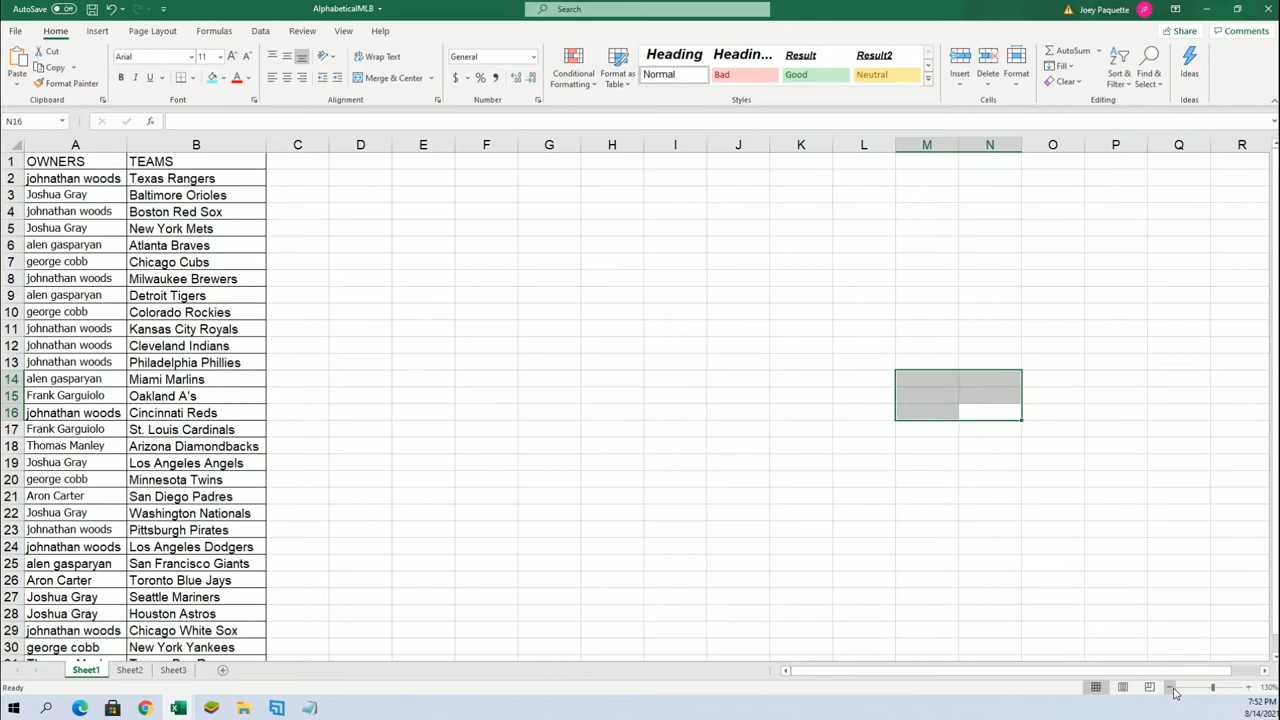 AutoSave Off AlphabeticalMLB Search Joey Paquette JP
File Home Insert Page Layout Formulas Data Review View Help Share Comments
Cut Arial 11 Wrap Text General Heading Headin... Result Result2 AutoSum
Paste Copy Conditional Format as Insert Delete Format Fill Sort & Find & Ideas
Format Painter B I U A Merge & Center $ % Formatting Table Normal Bad Good Neutral Clear Filter Select
Clipboard Font Alignment Number Styles Cells Editing Ideas
N16 fx
A B C D E F G H I J K L M N O P Q R
1 OWNERS TEAMS
2 johnathan woods Texas Rangers
3 Joshua Gray Baltimore Orioles
4 johnathan woods Boston Red Sox
5 Joshua Gray New York Mets
6 alen gasparyan Atlanta Braves
7 george cobb Chicago Cubs
8 johnathan woods Milwaukee Brewers
9 alen gasparyan Detroit Tigers
10 george cobb Colorado Rockies
11 johnathan woods Kansas City Royals
12 johnathan woods Cleveland Indians
13 johnathan woods Philadelphia Phillies
14 alen gasparyan Miami Marlins
15 Frank Garguiolo Oakland A's
16 johnathan woods Cincinnati Reds
17 Frank Garguiolo St. Louis Cardinals
18 Thomas Manley Arizona Diamondbacks
19 Joshua Gray Los Angeles Angels
20 george cobb Minnesota Twins
21 Aron Carter San Diego Padres
22 Joshua Gray Washington Nationals
23 johnathan woods Pittsburgh Pirates
24 johnathan woods Los Angeles Dodgers
25 alen gasparyan San Francisco Giants
26 Aron Carter Toronto Blue Jays
27 Joshua Gray Seattle Mariners
28 Joshua Gray Houston Astros
29 johnathan woods Chicago White Sox
30 george cobb New York Yankees
Sheet1 Sheet2 Sheet3
Ready 130%
7:52 PM